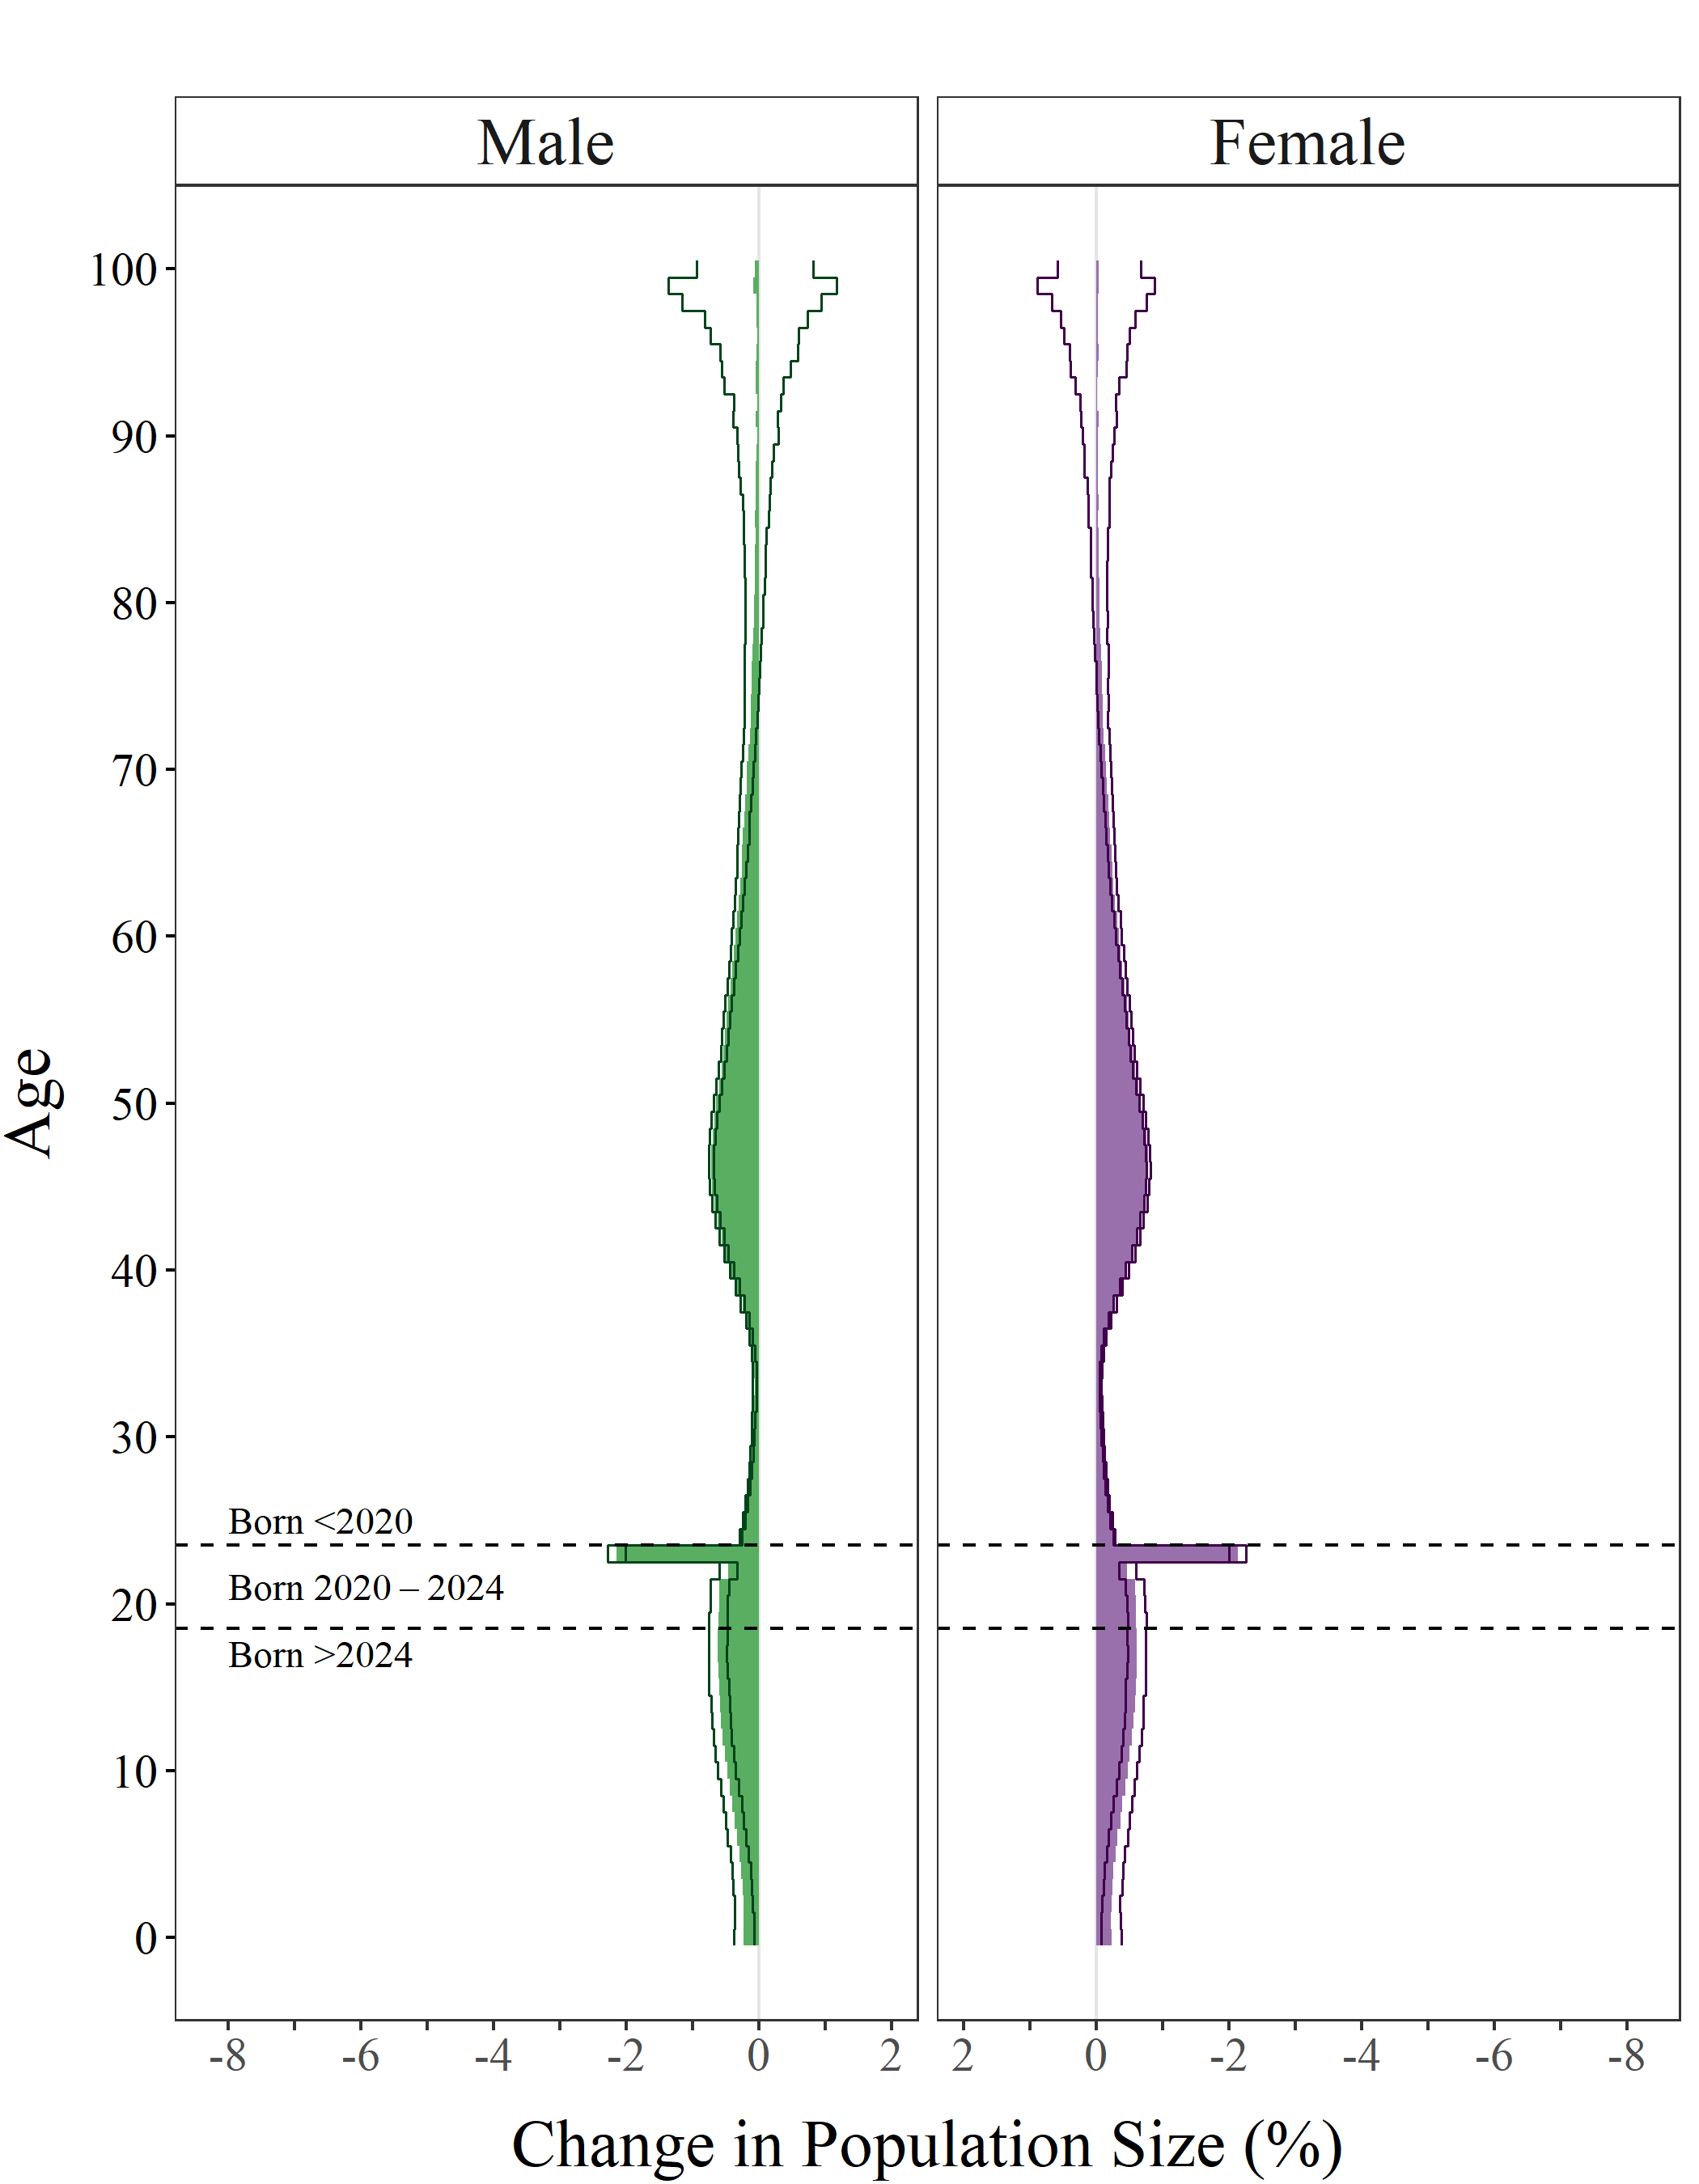 Male
Female
Age
100
90
80
70
60
50
40
30
20
10
0
Born <2020
Born 2020 – 2024
Born >2024
-8 -6 -4 -2 0 2
2 0 -2 -4 -6 -8
Change in Population Size (%)